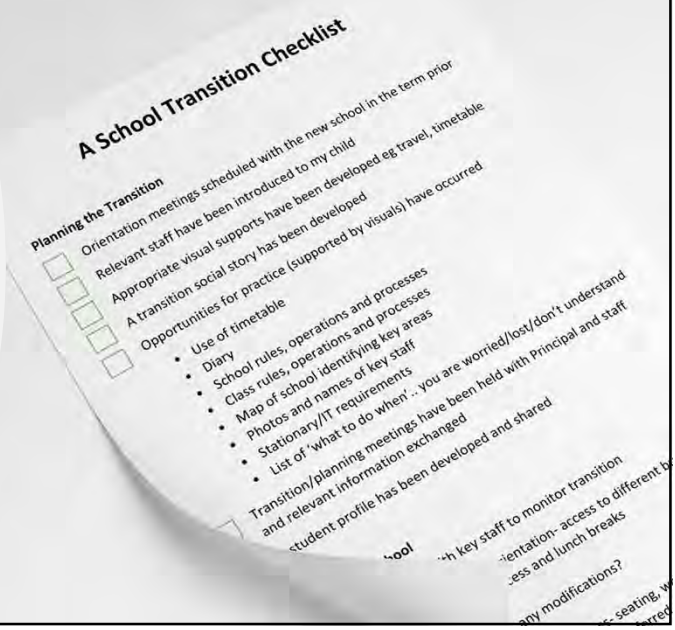 A School Transition Checklist
Planning the Transition
Orientation meetings scheduled with the new school in the term prior
Relevant staff have been introduced to my child
Appropriate visual supports have been developed eg travel, timetable
A transition social story has been developed
Opportunities for practice (supported by visuals) have occurred
• Use of timetable
• Diary
• School rules, operations and processes
• Class rules, operations and processes
• Map of school identifying key areas
• Photos and names of key staff
• Stationary/IT requirements
• List of 'what to do when'.. you are worried/lost/don't understand
Transition/planning meetings have been held with Principal and staff
and relevant information exchanged
student profile has been developed and shared
key staff to monitor transition
access to different
and lunch breaks
any modifications?
seating,